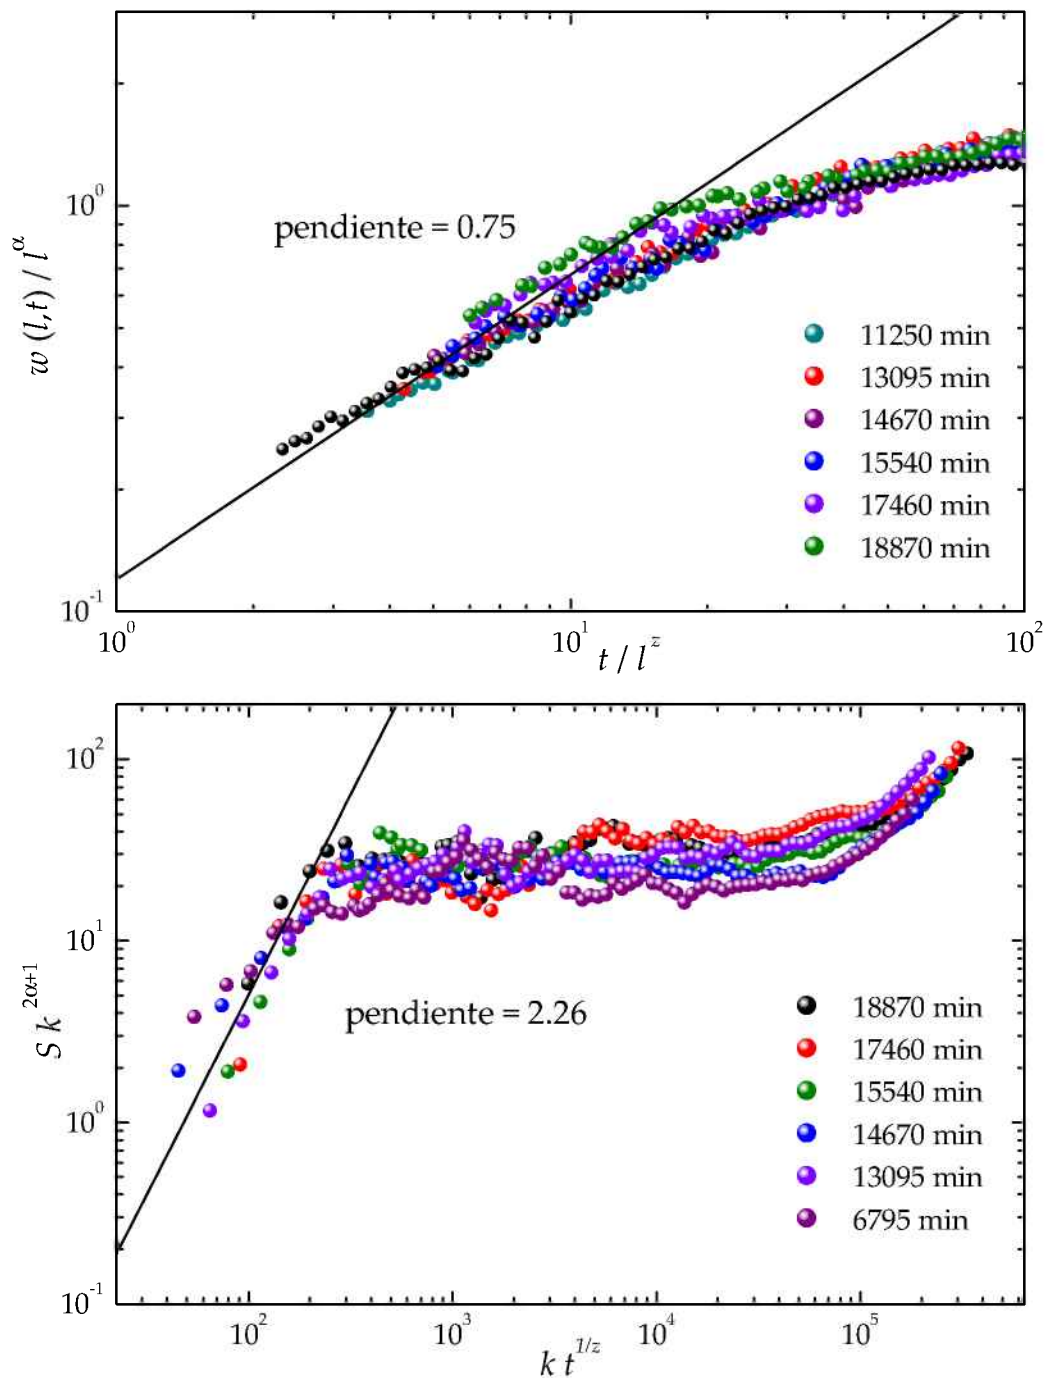 w (l,t) / l^α
10^0
10^-1
pendiente = 0.75
11250 min
13095 min
14670 min
15540 min
17460 min
18870 min
10^0
10^1
10^2
t / l^z
S k^2α+1
10^2
10^1
10^0
10^-1
pendiente = 2.26
18870 min
17460 min
15540 min
14670 min
13095 min
6795 min
10^2
10^3
10^4
10^5
k t^1/z